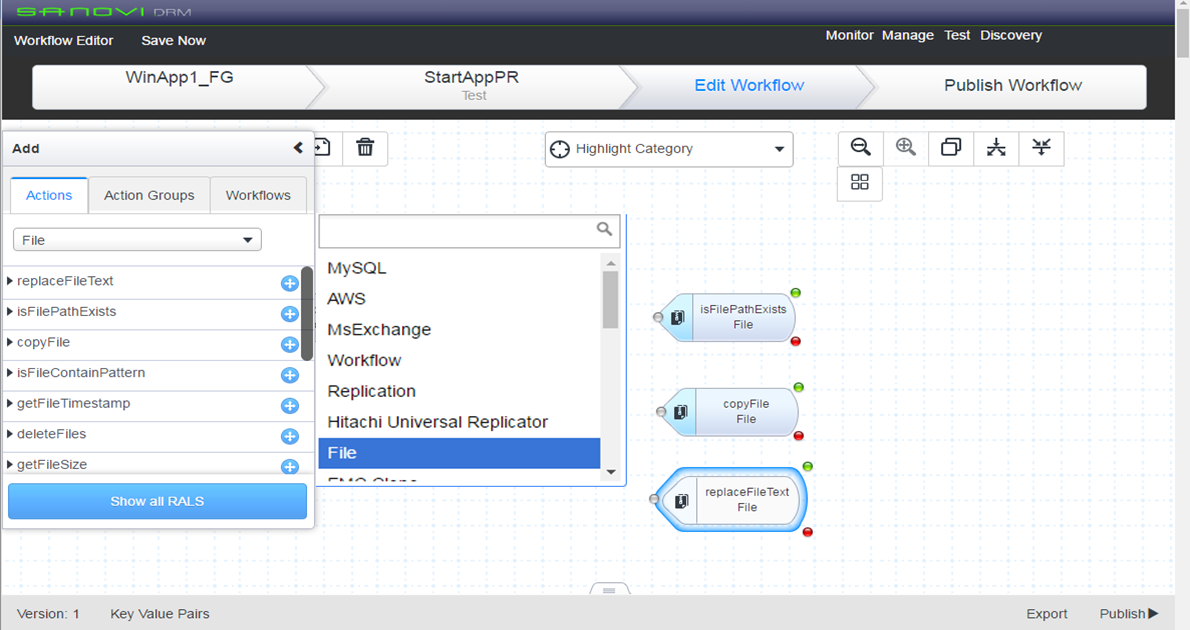 SANOVI DRM
Workflow Editor
Save Now
Monitor
Manage
Test
Discovery
WinApp1_FG
StartAppPR
Test
Edit Workflow
Publish Workflow
Add
Highlight Category
Actions
Action Groups
Workflows
File
replaceFileText
isFilePathExists
copyFile
isFileContainPattern
getFileTimestamp
deleteFiles
getFileSize
Show all RALS
MySQL
AWS
MsExchange
Workflow
Replication
Hitachi Universal Replicator
File
isFilePathExists
File
copyFile
File
replaceFileText
File
Version: 1
Key Value Pairs
Export
Publish